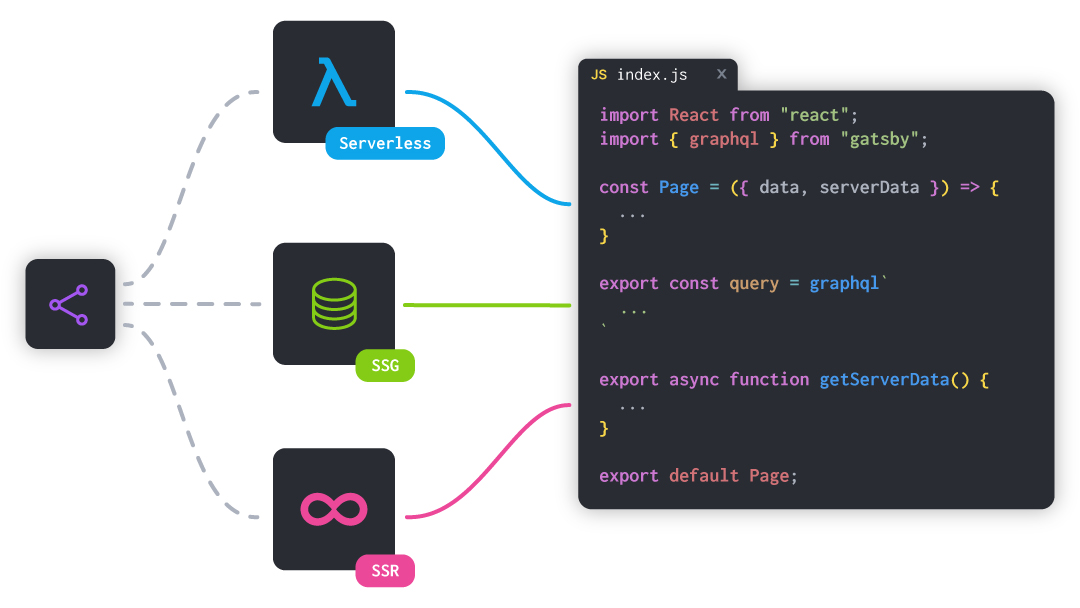 λ
Serverless
SSG
SSR
JS index.js X
import React from "react";
import { graphql } from "gatsby";
const Page = ({ data, serverData }) => {
...
}
export const query = graphql`
...
`
export async function getServerData() {
...
}
export default Page;